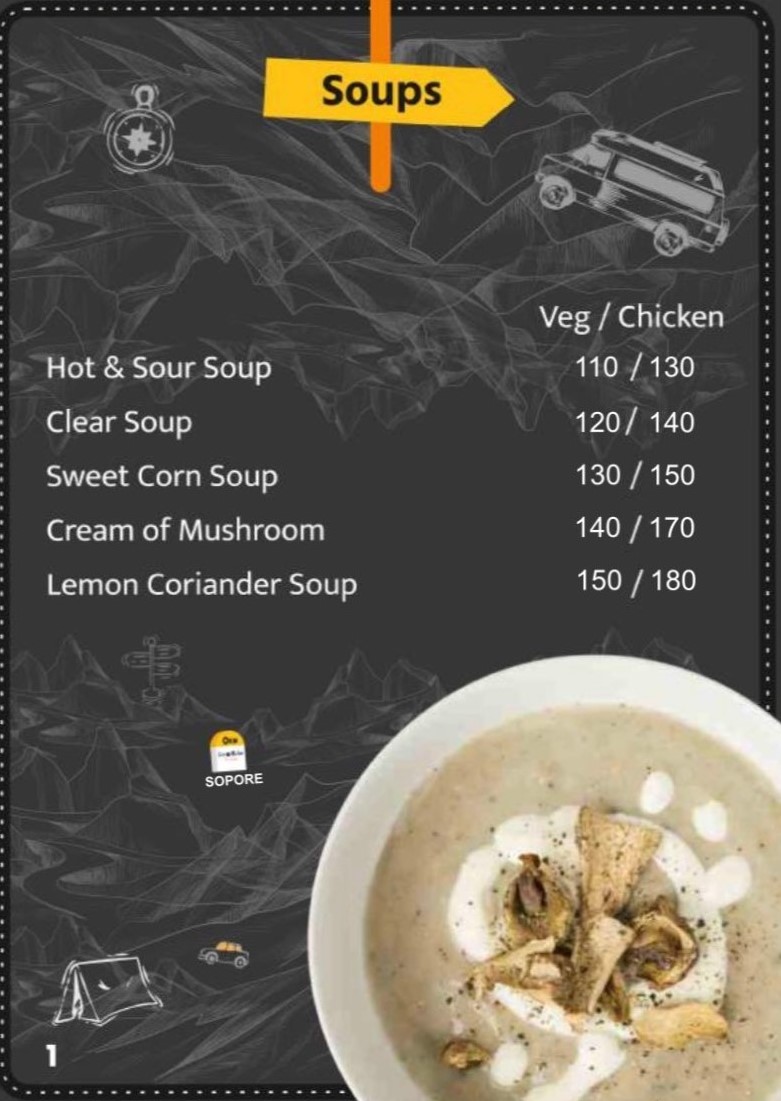 Soups
Veg / Chicken
Hot & Sour Soup 110 / 130
Clear Soup 120 / 140
Sweet Corn Soup 130 / 150
Cream of Mushroom 140 / 170
Lemon Coriander Soup 150 / 180
SOPORE
1